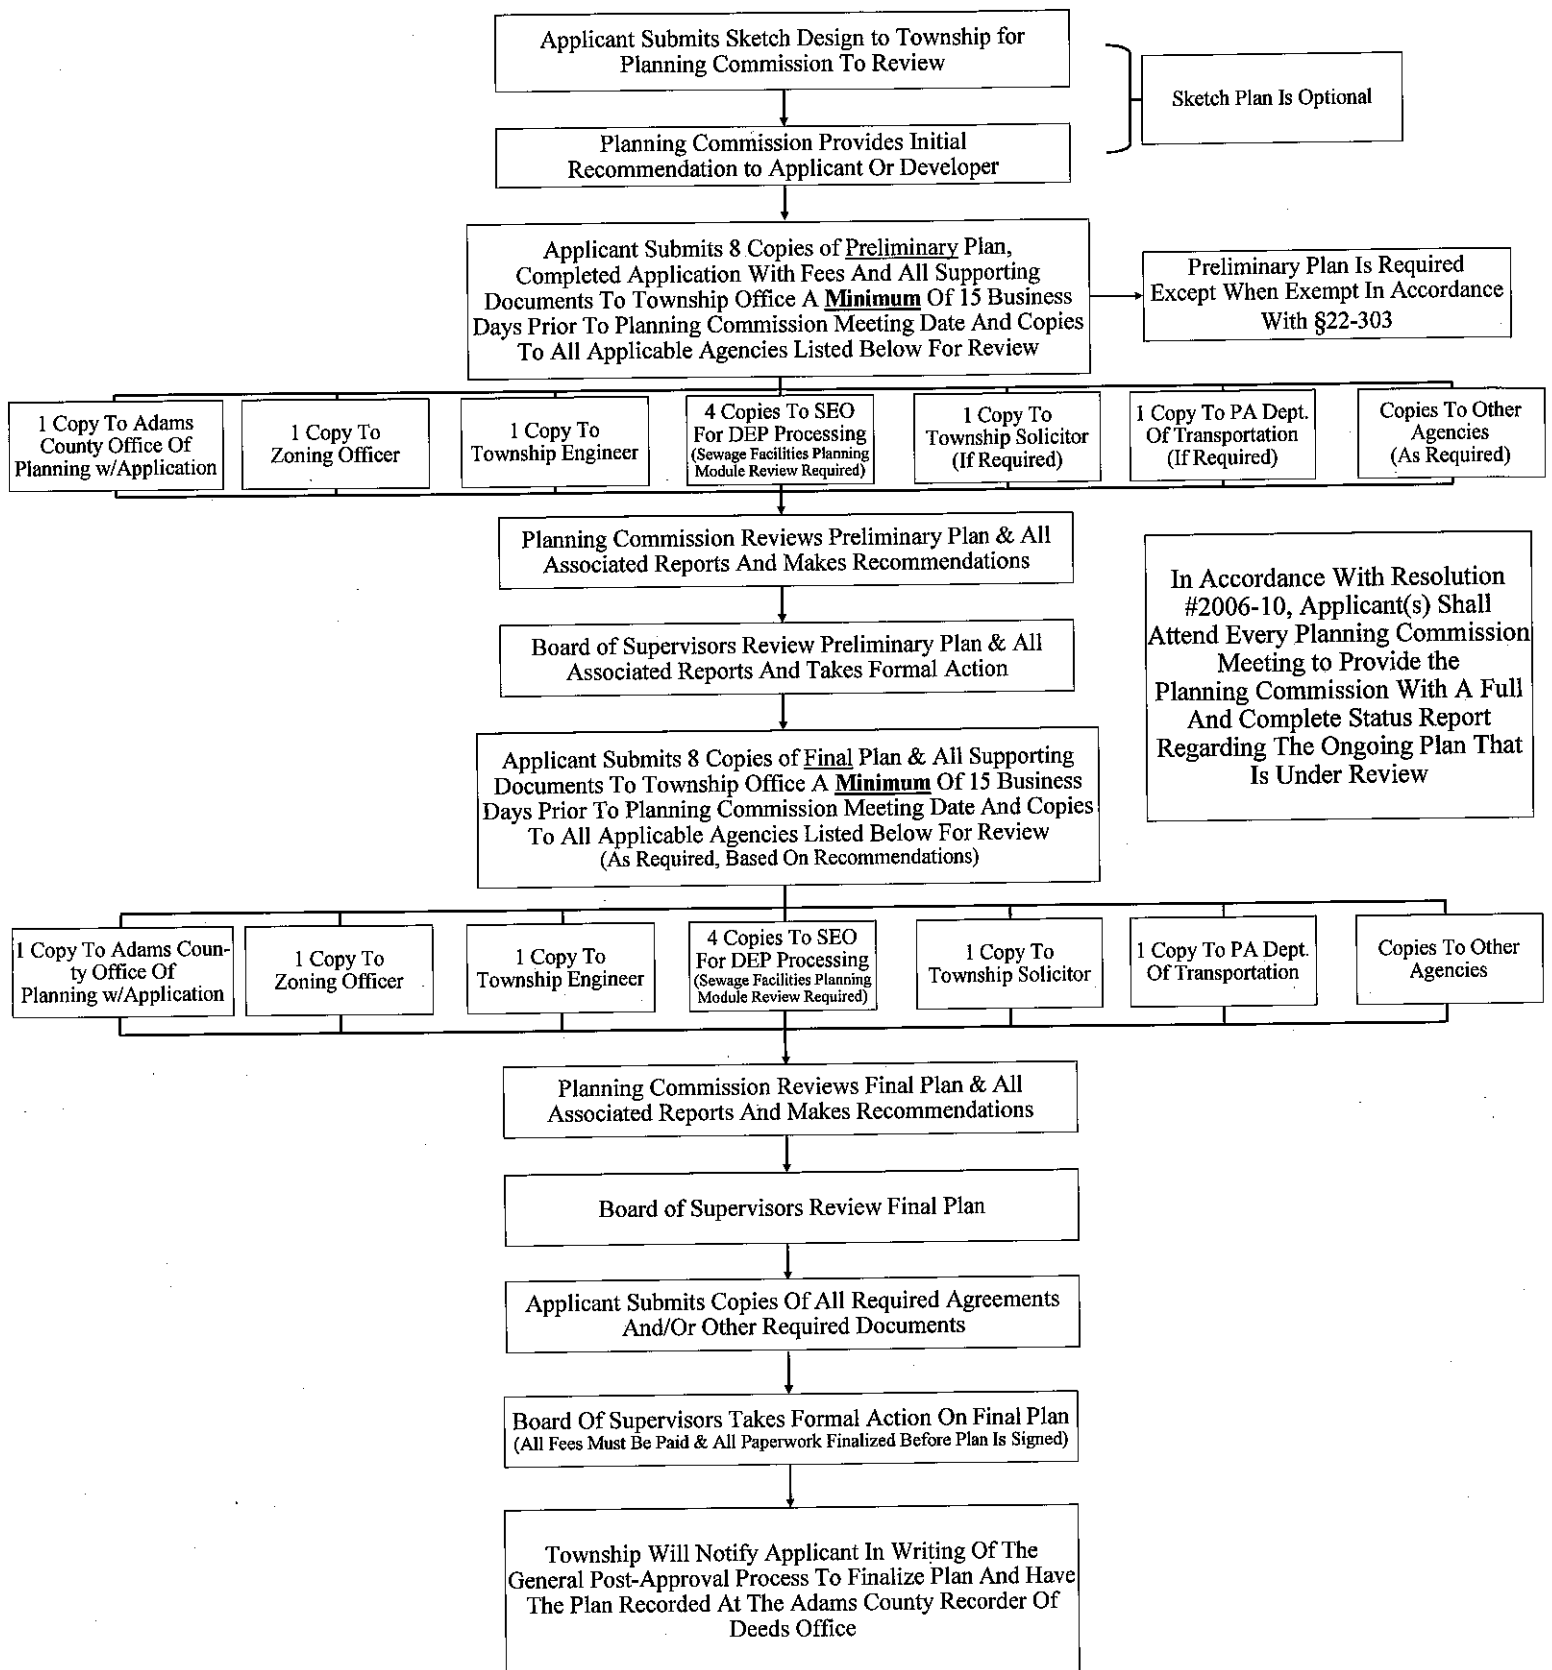 Applicant Submits Sketch Design to Township for
Planning Commission To Review
Sketch Plan Is Optional
Planning Commission Provides Initial
Recommendation to Applicant Or Developer
Applicant Submits 8 Copies of Preliminary Plan,
Completed Application With Fees And All Supporting
Documents To Township Office A Minimum Of 15 Business
Days Prior To Planning Commission Meeting Date And Copies
To All Applicable Agencies Listed Below For Review
Preliminary Plan Is Required
Except When Exempt In Accordance
With §22-303
1 Copy To Adams
County Office Of
Planning w/Application
1 Copy To
Zoning Officer
1 Copy To
Township Engineer
4 Copies To SEO
For DEP Processing
(Sewage Facilities Planning
Module Review Required)
1 Copy To
Township Solicitor
(If Required)
1 Copy To PA Dept.
Of Transportation
(If Required)
Copies To Other
Agencies
(As Required)
Planning Commission Reviews Preliminary Plan & All
Associated Reports And Makes Recommendations
Board of Supervisors Review Preliminary Plan & All
Associated Reports And Takes Formal Action
In Accordance With Resolution
#2006-10, Applicant(s) Shall
Attend Every Planning Commission
Meeting to Provide the
Planning Commission With A Full
And Complete Status Report
Regarding The Ongoing Plan That
Is Under Review
Applicant Submits 8 Copies of Final Plan & All Supporting
Documents To Township Office A Minimum Of 15 Business
Days Prior To Planning Commission Meeting Date And Copies
To All Applicable Agencies Listed Below For Review
(As Required, Based On Recommendations)
1 Copy To Adams Coun-
ty Office Of
Planning w/Application
1 Copy To
Zoning Officer
1 Copy To
Township Engineer
4 Copies To SEO
For DEP Processing
(Sewage Facilities Planning
Module Review Required)
1 Copy To
Township Solicitor
1 Copy To PA Dept.
Of Transportation
Copies To Other
Agencies
Planning Commission Reviews Final Plan & All
Associated Reports And Makes Recommendations
Board of Supervisors Review Final Plan
Applicant Submits Copies Of All Required Agreements
And/Or Other Required Documents
Board Of Supervisors Takes Formal Action On Final Plan
(All Fees Must Be Paid & All Paperwork Finalized Before Plan Is Signed)
Township Will Notify Applicant In Writing Of The
General Post-Approval Process To Finalize Plan And Have
The Plan Recorded At The Adams County Recorder Of
Deeds Office